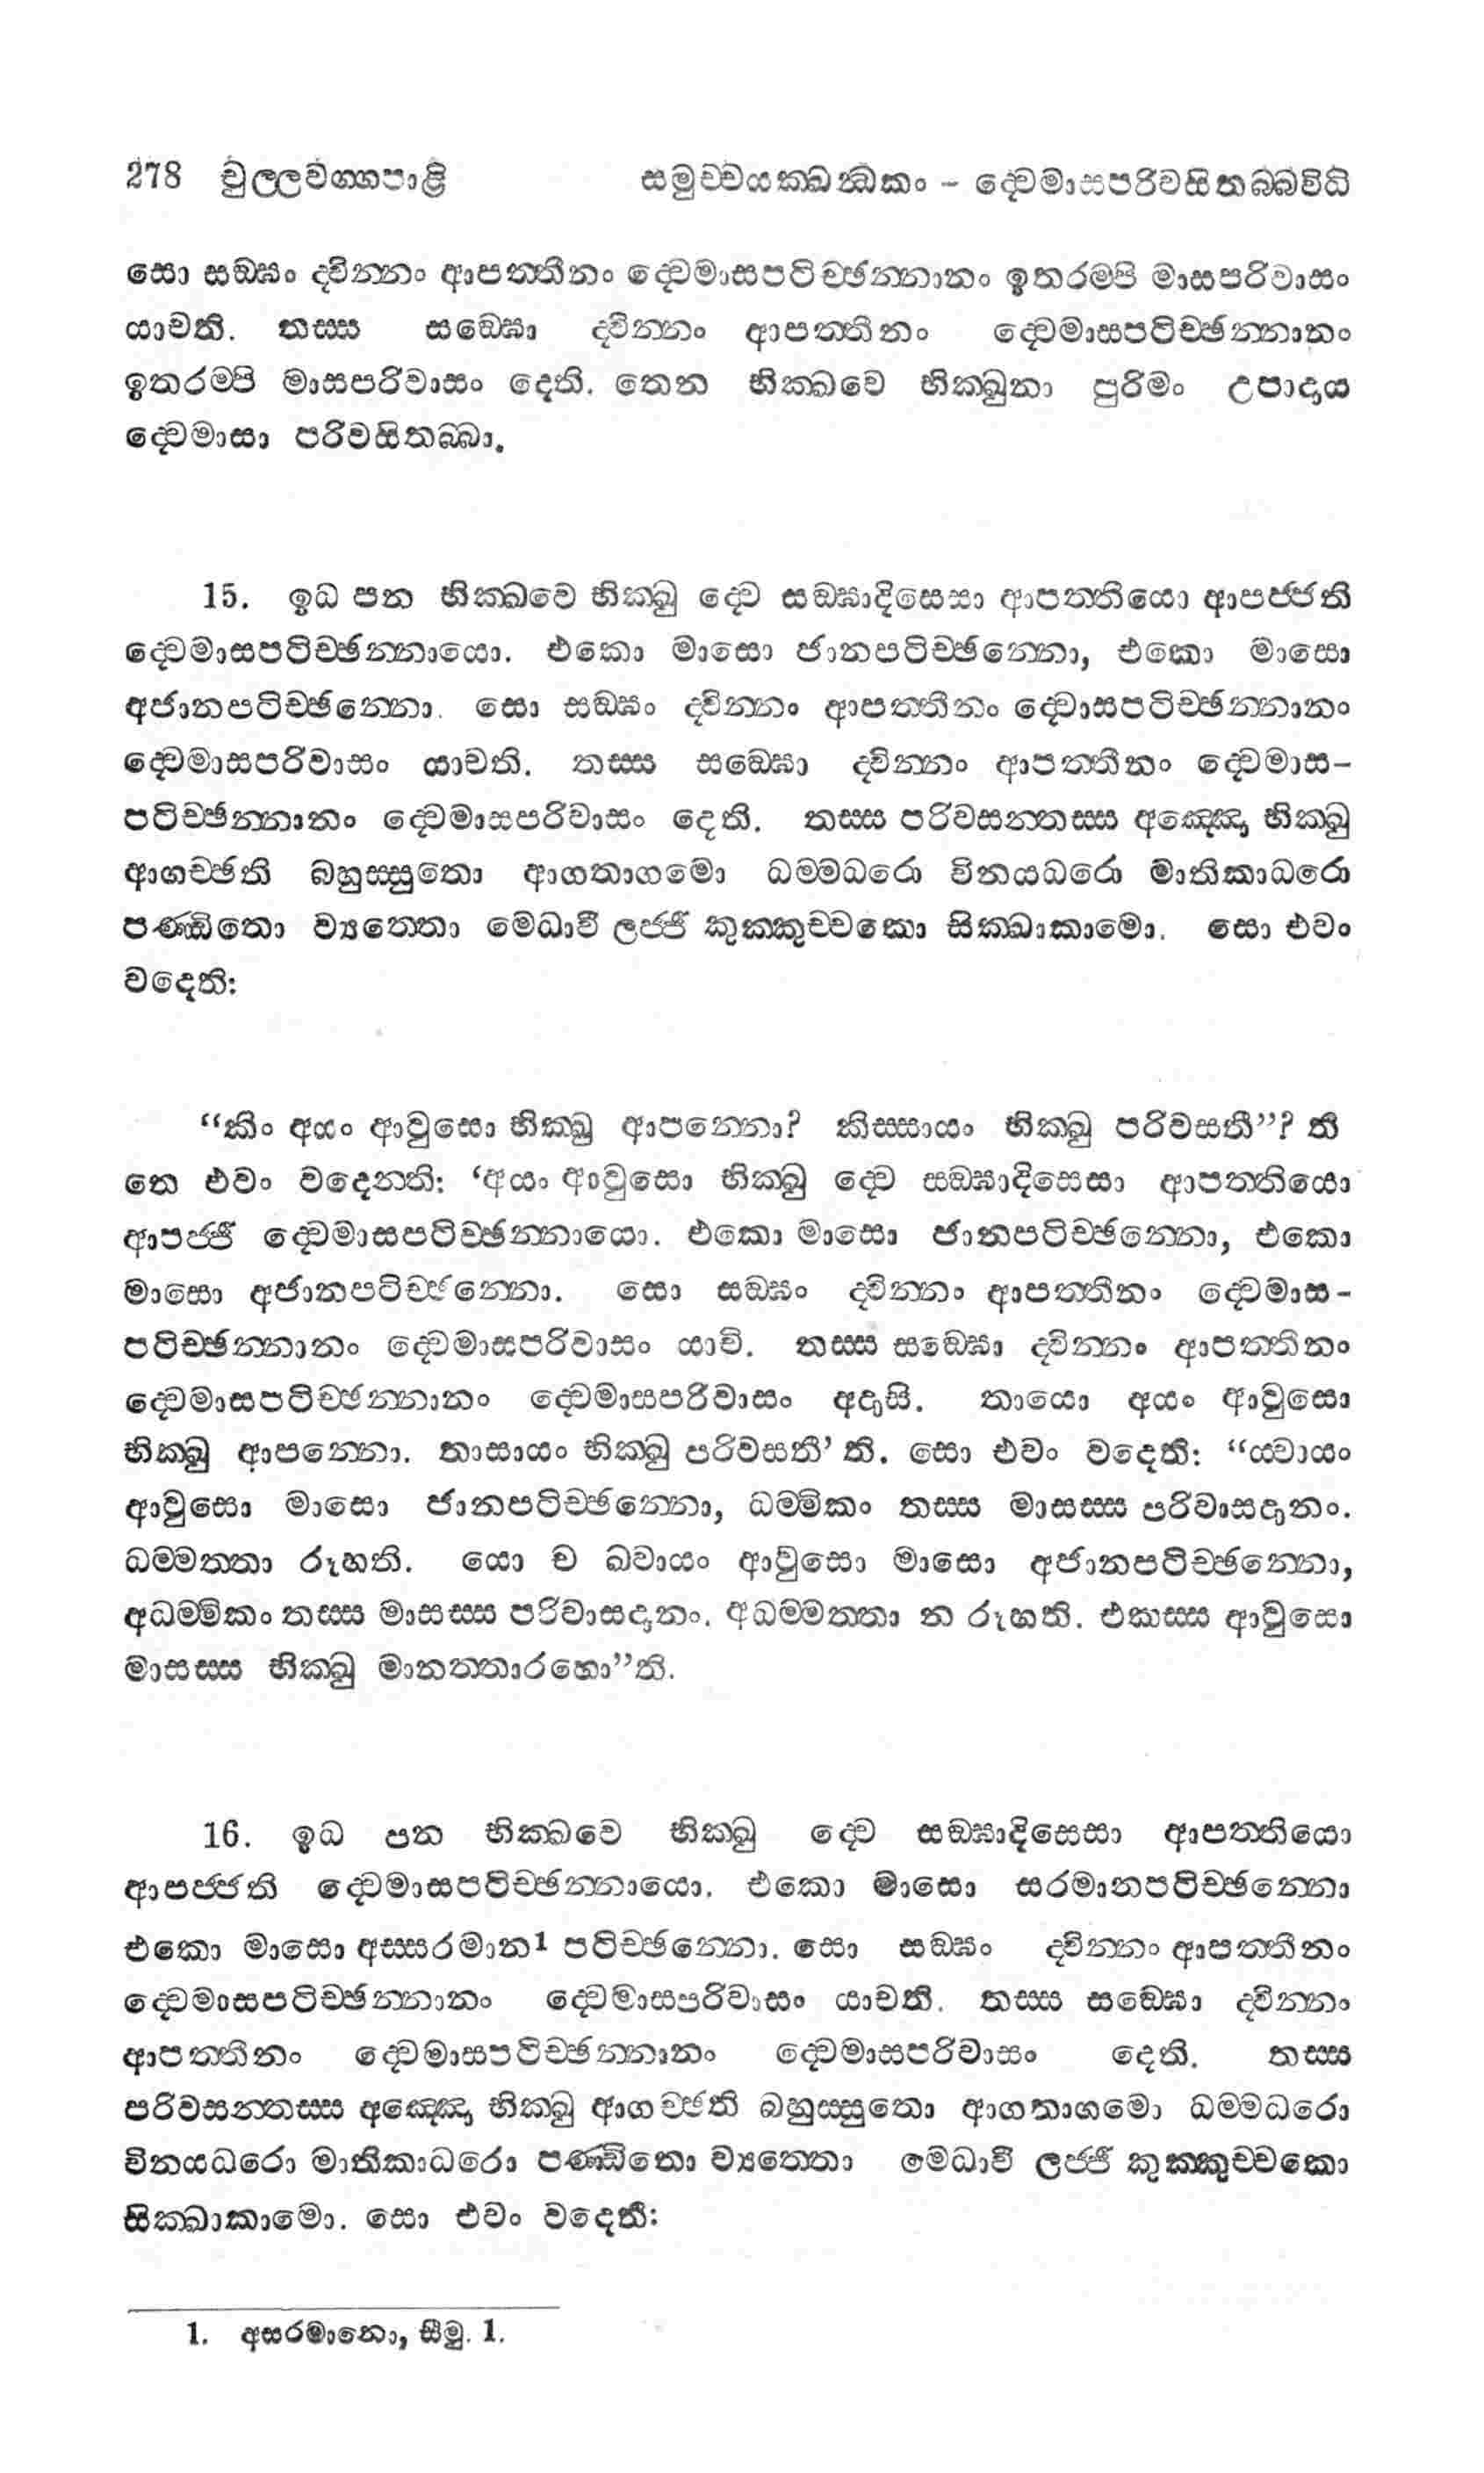 278 චුල්ලවග්ගපාළි සමුච්චයක්ඛන්ධකං - ද්වෙමාසපරිවසිතබ්බවිධි
සො සඞ්ඝං ද්වින්නං ආපත්තීනං ද්වෙමාසපටිච්ඡන්නානං ඉතරම්පි මාසපරිවාසං
යාචති. තස්ස සඞ්ඝො ද්වින්නං ආපත්තිනං ද්වෙමාසපටිච්ඡන්නානං
ඉතරම්පි මාසපරිවාසං දෙති. තෙන භික්ඛවෙ භික්ඛුනා පුරිමං උපාදාය
ද්වෙමාසා පරිවසිතබ්බා.
15. ඉධ පන භික්ඛවෙ භික්ඛු ද්වෙ සඞ්ඝාදිසෙසා ආපත්තියො ආපජ්ජති
ද්වෙමාසපටිච්ඡන්නායො. එකො මාසො ජානපටිච්ඡන්නො, එකො මාසො
අජානපටිච්ඡන්නො. සො සඞ්ඝං ද්වින්නං ආපත්තීනං ද්වොසපටිච්ඡන්නානං
ද්වෙමාසපරිවාසං යාචති. තස්ස සඞ්ඝො ද්වින්නං ආපත්තීනං ද්වෙමාස-
පටිච්ඡන්නානං ද්වෙමාසපරිවාසං දෙති. තස්ස පරිවසන්තස්ස අඤ්ඤො භික්ඛු
ආගච්ඡති බහුස්සුතො ආගතාගමො ධම්මධරො විනයධරො මාතිකාධරො
පණ්ඩිතො ව්‍යත්තො මෙධාවී ලජ්ජී කුක්කුච්චකො සික්ඛාකාමො. සො එවං
වදෙති:
“කිං අයං ආවුසො භික්ඛු ආපන්නො? කිස්සායං භික්ඛු පරිවසතී”? ති
තෙ එවං වදෙන්ති: ‘අයං ආවුසො භික්ඛු ද්වෙ සඞ්ඝාදිසෙසා ආපත්තියො
ආපජ්ජී ද්වෙමාසපටිච්ඡන්නායො. එකො මාසො ජානපටිච්ඡන්නො, එකො
මාසො අජානපටිච්ඡන්නො. සො සඞ්ඝං ද්වින්නං ආපත්තීනං ද්වෙමාස-
පටිච්ඡන්නානං ද්වෙමාසපරිවාසං යාචි. තස්ස සඞ්ඝො ද්වින්නං ආපත්තිනං
ද්වෙමාසපටිච්ඡන්නානං ද්වෙමාසපරිවාසං අදාසි. තායො අයං ආවුසො
භික්ඛු ආපන්නො. තාසායං භික්ඛු පරිවසතී’ ති. සො එවං වදෙති: “ය්වායං
ආවුසො මාසො ජානපටිච්ඡන්නො, ධම්මිකං තස්ස මාසස්ස පරිවාසදානං.
ධම්මත්තා රූහති. යො ච ඛ්වායං ආවුසො මාසො අජානපටිච්ඡන්නො,
අධම්මිකං තස්ස මාසස්ස පරිවාසදානං. අධම්මත්තා න රූහති. එකස්ස ආවුසො
මාසස්ස භික්ඛු මානත්තාරහො”ති.
16. ඉධ පන භික්ඛවෙ භික්ඛු ද්වෙ සඞ්ඝාදිසෙසා ආපත්තියො
ආපජ්ජති ද්වෙමාසපටිච්ඡන්නායො. එකො මාසො සරමානපටිච්ඡන්නො
එකො මාසො අස්සරමාන1 පටිච්ඡන්නො. සො සඞ්ඝං ද්වින්නං ආපත්තීනං
ද්වෙමාසපටිච්ඡන්නානං ද්වෙමාසපරිවාසං යාචති. තස්ස සඞ්ඝො ද්වින්නං
ආපත්තීනං ද්වෙමාසපටිච්ඡන්නානං ද්වෙමාසපරිවාසං දෙති. තස්ස
පරිවසන්තස්ස අඤ්ඤො භික්ඛු ආගච්ඡති බහුස්සුතො ආගතාගමො ධම්මධරො
විනයධරො මාතිකාධරො පණ්ඩිතො ව්‍යත්තො මෙධාවී ලජ්ජී කුක්කුච්චකො
සික්ඛාකාමො. සො එවං වදෙති:
1. අසරමානො, සීමු. 1.